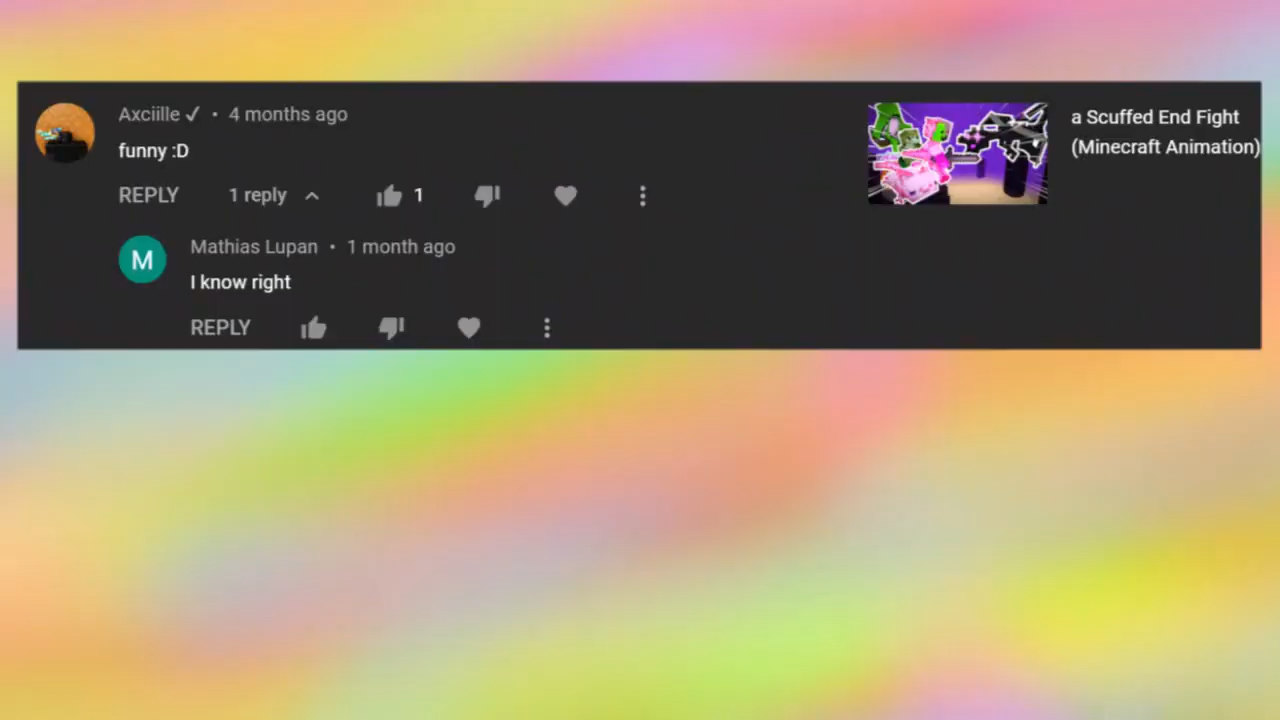 Axciille ✓ • 4 months ago
funny :D
REPLY 1 reply 1
a Scuffed End Fight
(Minecraft Animation)
M
Mathias Lupan • 1 month ago
I know right
REPLY